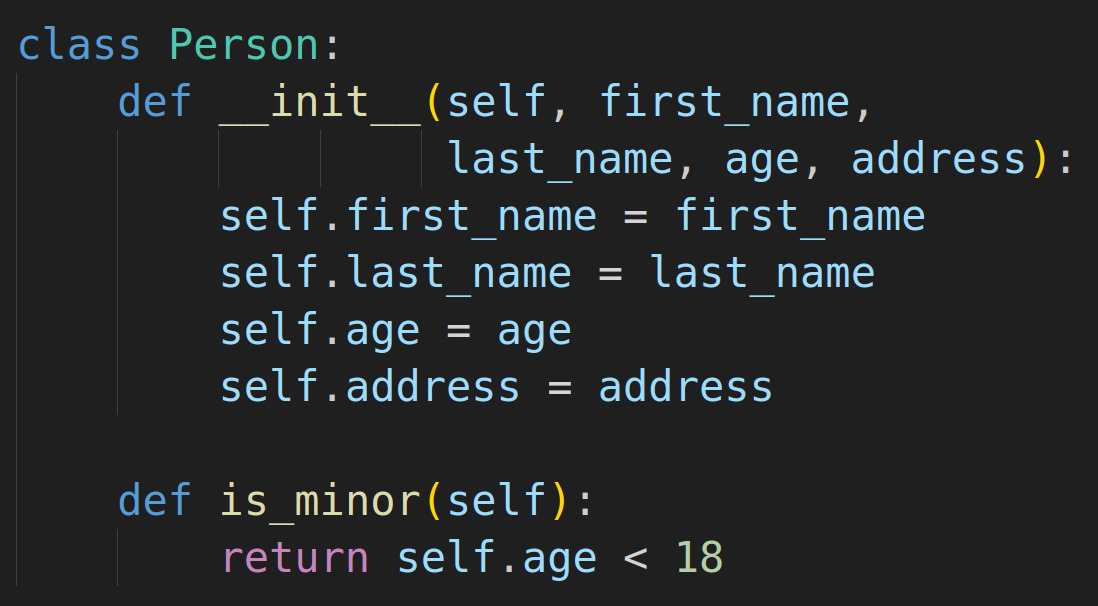 class Person:
    def __init__(self, first_name,
                 last_name, age, address):
        self.first_name = first_name
        self.last_name = last_name
        self.age = age
        self.address = address

    def is_minor(self):
        return self.age < 18